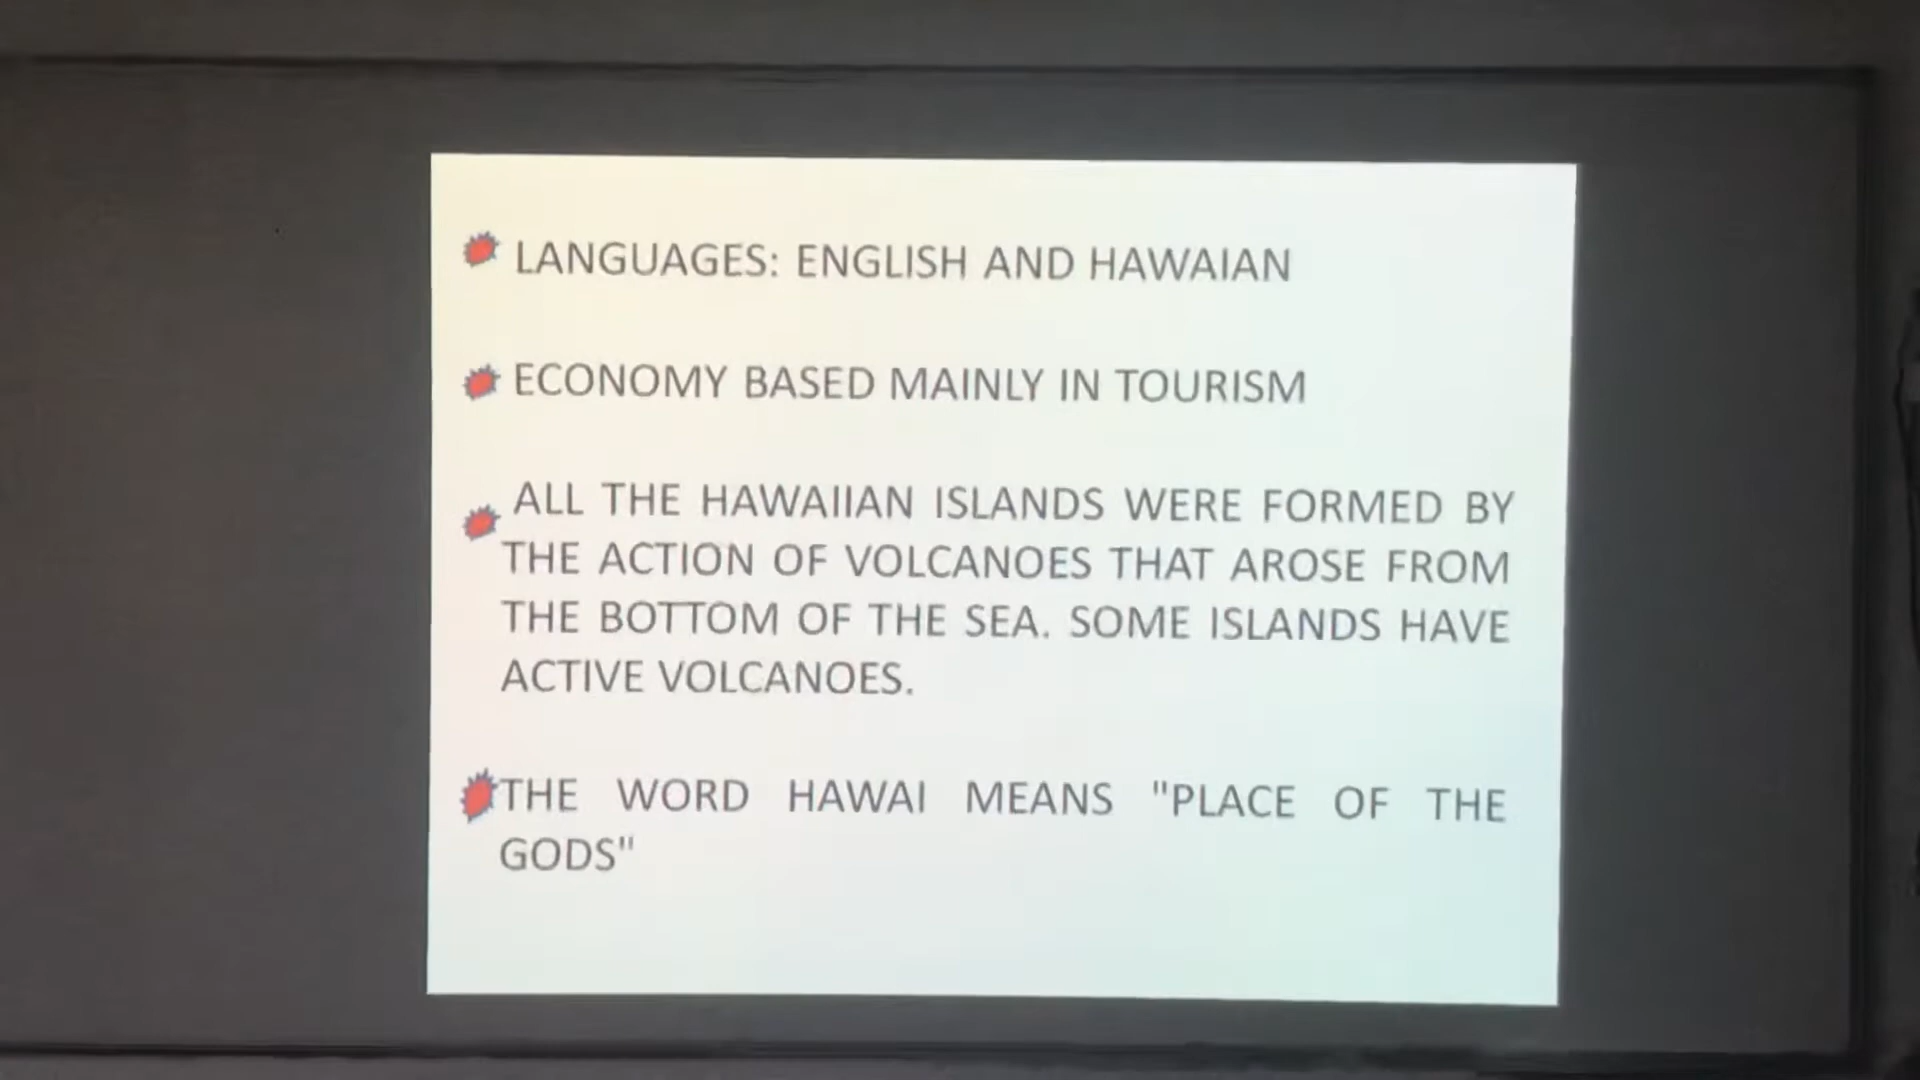 LANGUAGES: ENGLISH AND HAWAIAN
ECONOMY BASED MAINLY IN TOURISM
ALL THE HAWAIIAN ISLANDS WERE FORMED BY
THE ACTION OF VOLCANOES THAT AROSE FROM
THE BOTTOM OF THE SEA. SOME ISLANDS HAVE
ACTIVE VOLCANOES.
THE WORD HAWAI MEANS "PLACE OF THE
GODS"